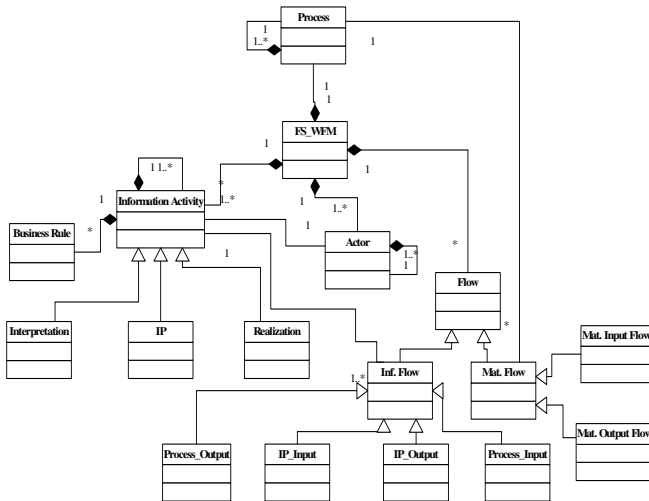 Process
1
1..*
1
1
1
FS_WFM
1
1
1 1..*
*
1
1..*
1
1..*
Information Activity
Business Rule
*
1
Actor
1..*
1
1
*
Flow
*
Interpretation
IP
Realization
Mat. Input Flow
Inf. Flow
Mat. Flow
1..*
Mat. Output Flow
Process_Output
IP_Input
IP_Output
Process_Input